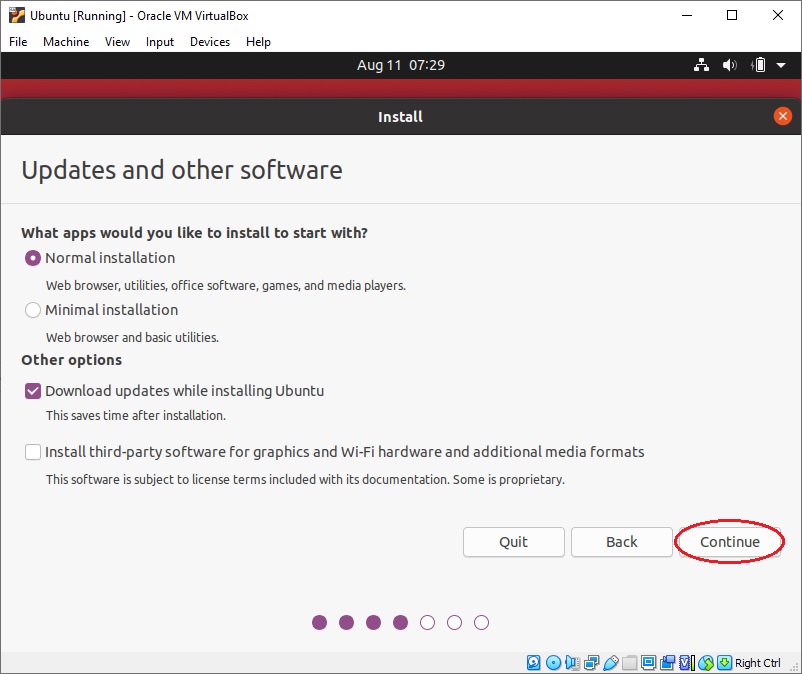 Ubuntu [Running] - Oracle VM VirtualBox
File Machine View Input Devices Help
Aug 11 07:29
Install
Updates and other software
What apps would you like to install to start with?
Normal installation
Web browser, utilities, office software, games, and media players.
Minimal installation
Web browser and basic utilities.
Other options
Download updates while installing Ubuntu
This saves time after installation.
Install third-party software for graphics and Wi-Fi hardware and additional media formats
This software is subject to license terms included with its documentation. Some is proprietary.
Quit Back Continue
Right Ctrl